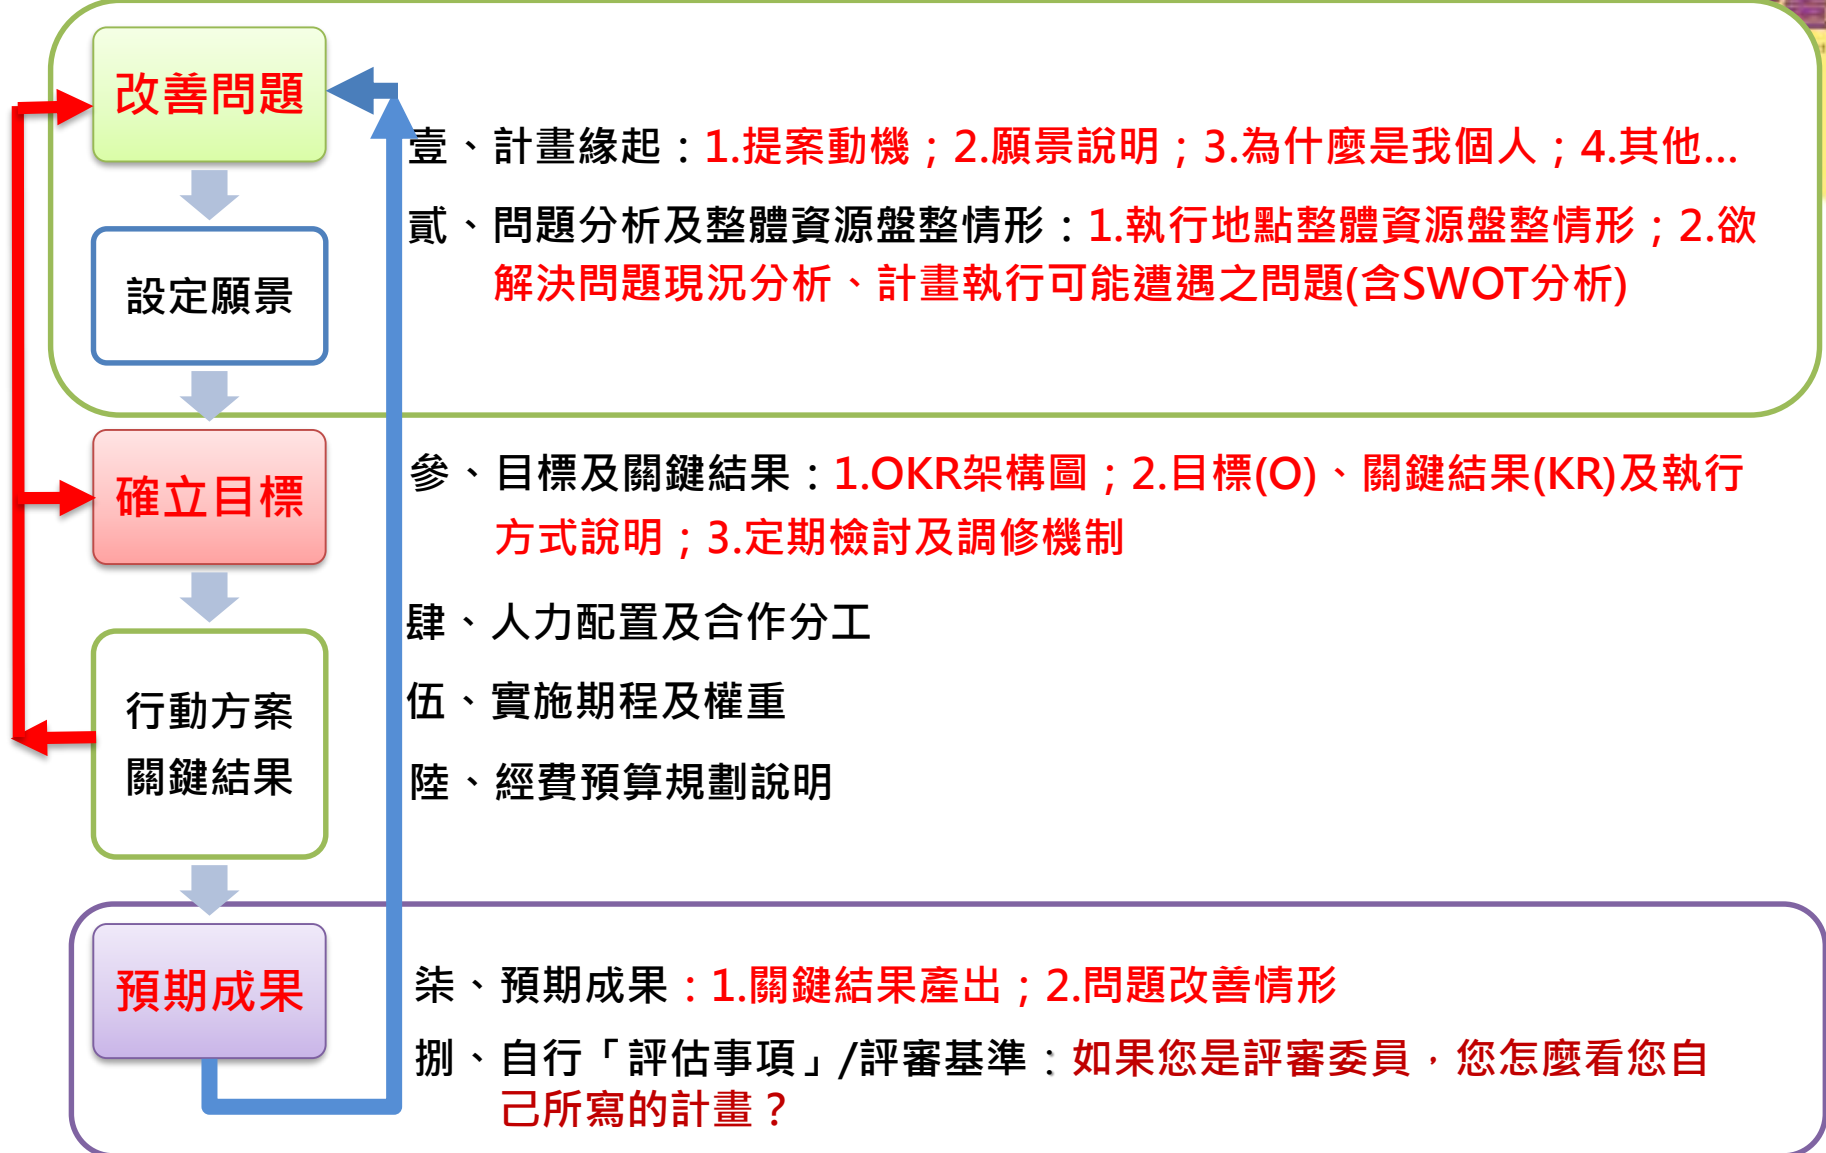 改善問題
設定願景
確立目標
行動方案
關鍵結果
預期成果
壹、計畫緣起：1.提案動機；2.願景說明；3.為什麼是我個人；4.其他...
貳、問題分析及整體資源盤整情形：1.執行地點整體資源盤整情形；2.欲
解決問題現況分析、計畫執行可能遭遇之問題(含SWOT分析)
參、目標及關鍵結果：1.OKR架構圖；2.目標(O)、關鍵結果(KR)及執行
方式說明；3.定期檢討及調修機制
肆、人力配置及合作分工
伍、實施期程及權重
陸、經費預算規劃說明
柒、預期成果：1.關鍵結果產出；2.問題改善情形
捌、自行「評估事項」/評審基準：如果您是評審委員，您怎麼看您自
己所寫的計畫？